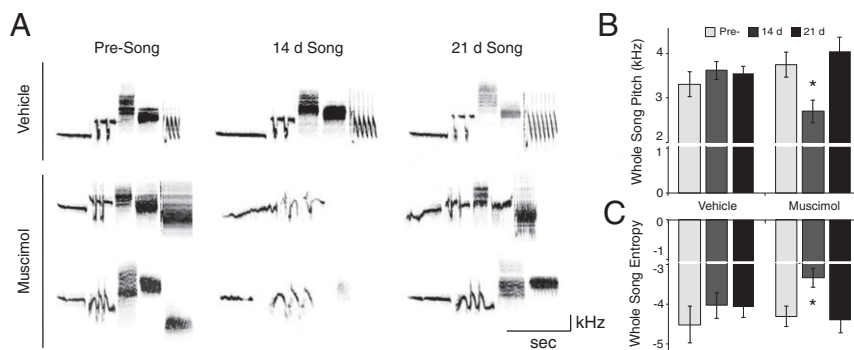 A
Pre-Song
14 d Song
21 d Song
Vehicle
Muscimol
kHz
sec
B
Pre-
14 d
21 d
Whole Song Pitch (kHz)
4
3
2
1
0
*
Vehicle
Muscimol
C
Whole Song Entropy
0
-1
-3
-4
-5
*